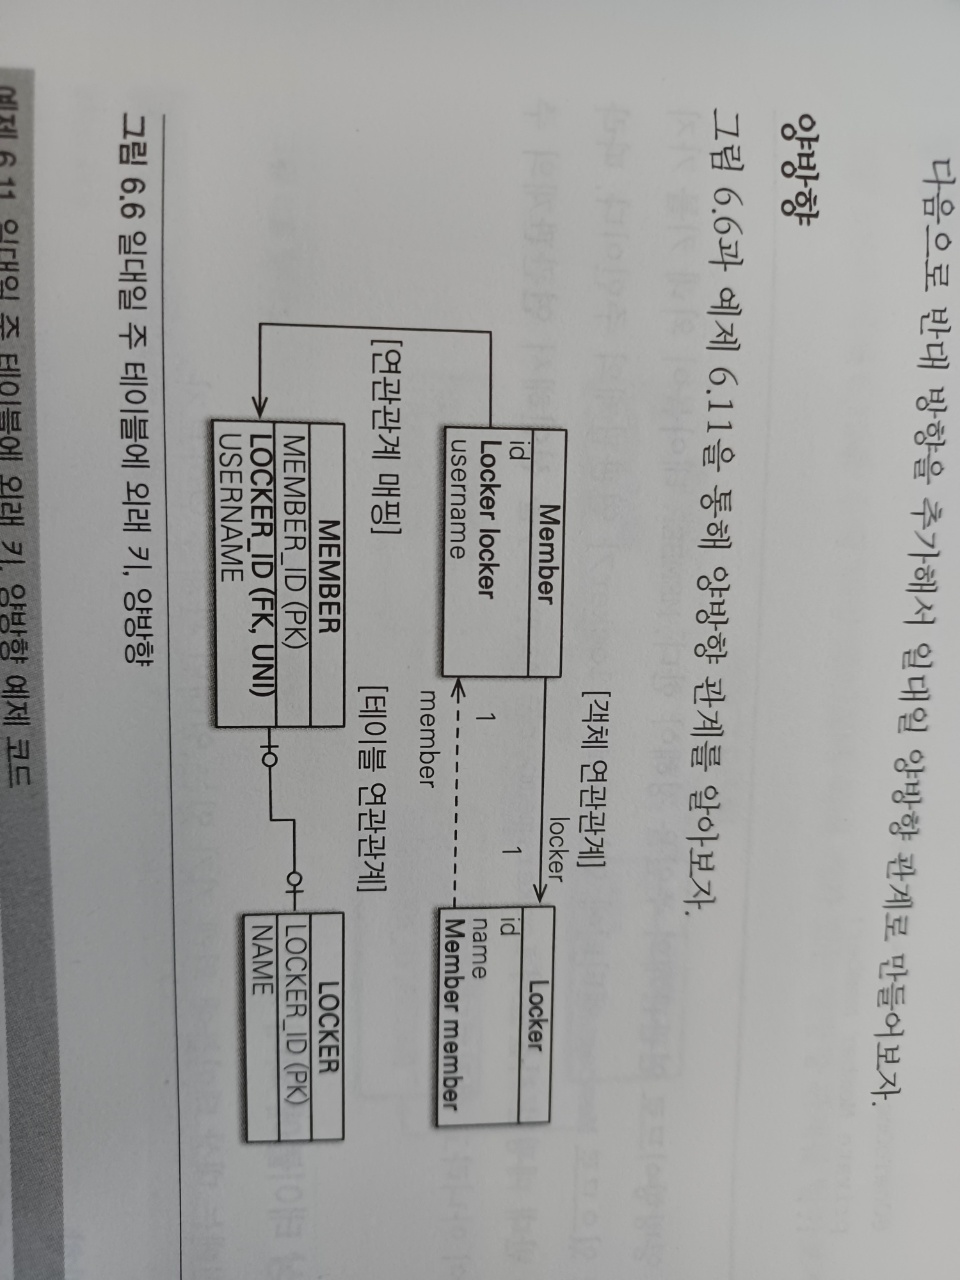 다음으로 반대 방향을 추가해서 일대일 양방향 관계로 만들어보자.
양방향
그림 6.6과 예제 6.11을 통해 양방향 관계를 알아보자.
[객체 연관관계]
Member
id
Locker locker
username
locker
1
1
member
Locker
id
name
Member member
[연관관계 매핑]
[테이블 연관관계]
MEMBER
MEMBER_ID (PK)
LOCKER_ID (FK, UNI)
USERNAME
LOCKER
LOCKER_ID (PK)
NAME
그림 6.6 일대일 주 테이블에 외래 키, 양방향
예제 6.11 일대일 주 테이블에 외래 키, 양방향 예제 코드